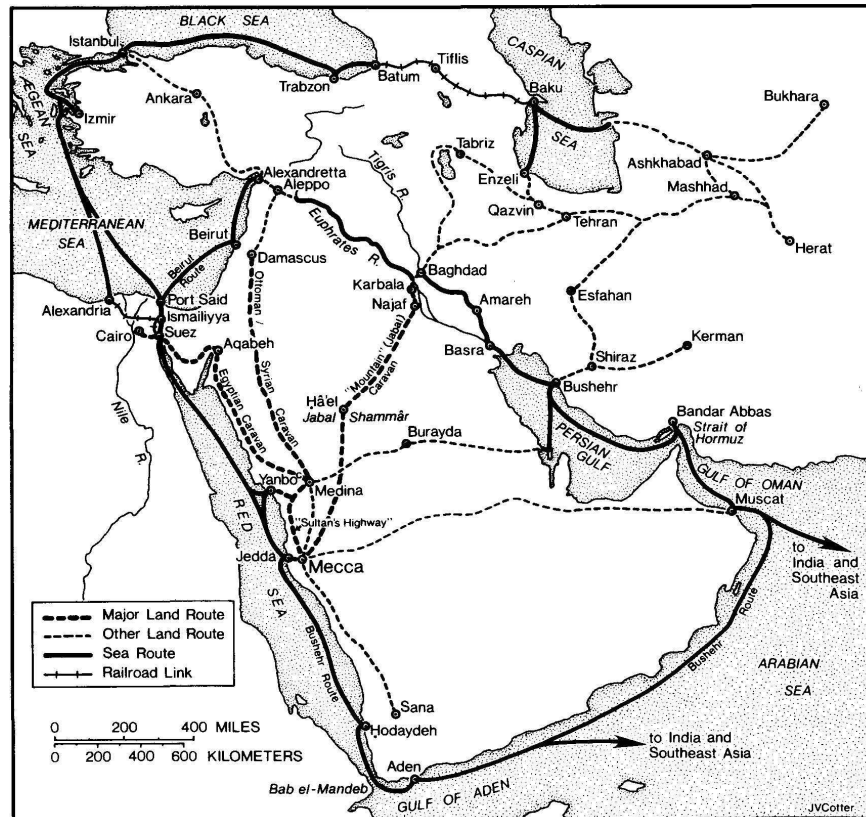 BLACK SEA
Istanbul
CASPIAN
SEA
Tiflis
Batum
Trabzon
Baku
Bukhara
ÆGEAN
SEA
Ankara
Izmir
Tabriz
Tigris R.
Ashkhabad
Enzeli
Mashhad
Alexandretta
Aleppo
Qazvin
Tehran
MEDITERRANEAN
SEA
Beirut
Euphrates R.
Herat
Beirut
Route
Damascus
Baghdad
Karbala
Najaf
Amareh
Esfahan
Alexandria
Port Said
Ismailiyya
Cairo
Suez
Ottoman /
Syrian
Caravan
Aqabeh
Basra
Kerman
Shiraz
"Mountain" (Jabal)
Caravan
Bushehr
Egyptian
Caravan
Nile
R.
Ḥâ'el
Jabal Shammâr
Bandar Abbas
Strait of
Hormuz
Burayda
PERSIAN
GULF
GULF OF OMAN
Yanboᶜ
Medina
Muscat
RED
SEA
"Sultan's Highway"
Jedda
Mecca
to
India and
Southeast
Asia
Major Land Route
Other Land Route
Sea Route
Railroad Link
Bushehr Route
Bushehr
Route
ARABIAN
SEA
0 200 400 MILES
0 200 400 600
KILOMETERS
Sana
Hodaydeh
to India and
Southeast Asia
Aden
Bab el-Mandeb
GULF OF ADEN
JVCotter